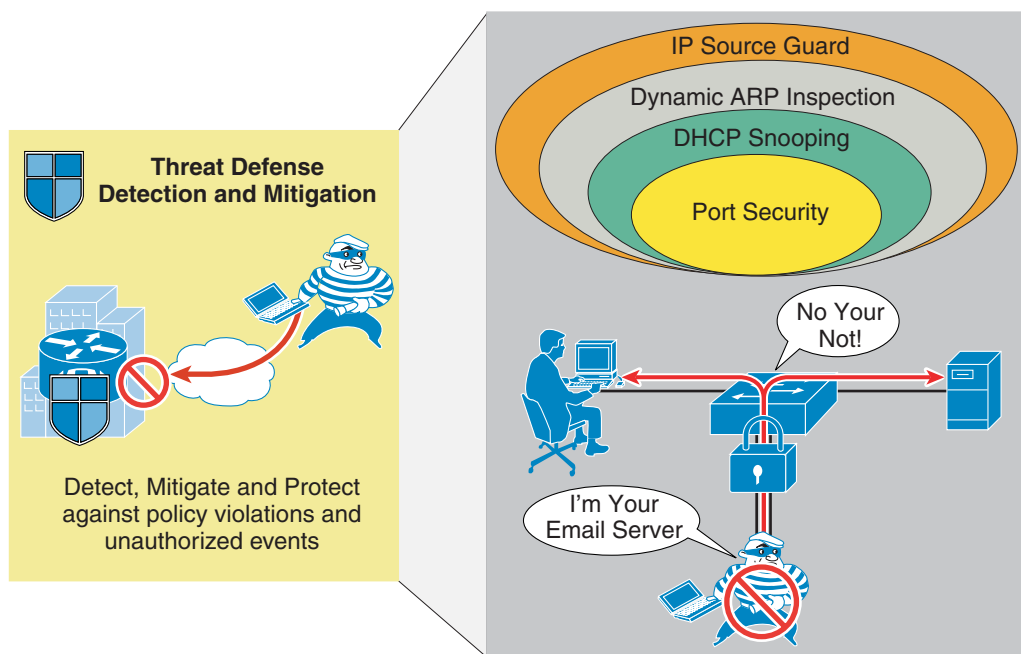 Threat Defense
Detection and Mitigation
Detect, Mitigate and Protect
against policy violations and
unauthorized events
IP Source Guard
Dynamic ARP Inspection
DHCP Snooping
Port Security
No Your
Not!
I'm Your
Email Server